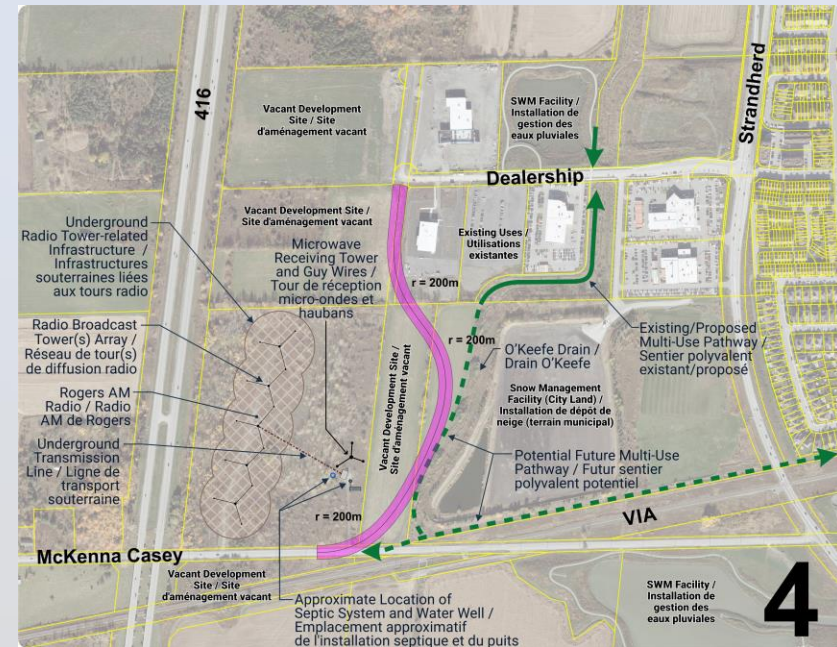 416
Strandherd
Vacant Development
Site / Site
d'aménagement vacant
SWM Facility /
Installation de
gestion des
eaux pluviales
Dealership
Vacant Development Site /
Site d'aménagement vacant
Existing Uses /
Utilisations
existantes
Underground
Radio Tower-related
Infrastructure /
Infrastructures
souterraines liées
aux tours radio
Microwave
Receiving Tower
and Guy Wires /
Tour de réception
micro-ondes et
haubans
r = 200m
r = 200m
Radio Broadcast
Tower(s) Array /
Réseau de tour(s)
de diffusion radio
Existing/Proposed
Multi-Use Pathway /
Sentier polyvalent
existant/proposé
O'Keefe Drain /
Drain O'Keefe
Rogers AM
Radio / Radio
AM de Rogers
Vacant Development Site /
Site d'aménagement vacant
Snow Management
Facility (City Land) /
Installation de dépôt de
neige (terrain municipal)
Underground
Transmission
Line / Ligne de
transport
souterraine
Potential Future Multi-Use
Pathway / Futur sentier
polyvalent potentiel
r = 200m
VIA
McKenna Casey
Vacant Development
Site / Site
d'aménagement vacant
Approximate Location of
Septic System and Water Well /
Emplacement approximatif
de l'installation septique et du puits
SWM Facility /
Installation de
gestion des
eaux pluviales
4